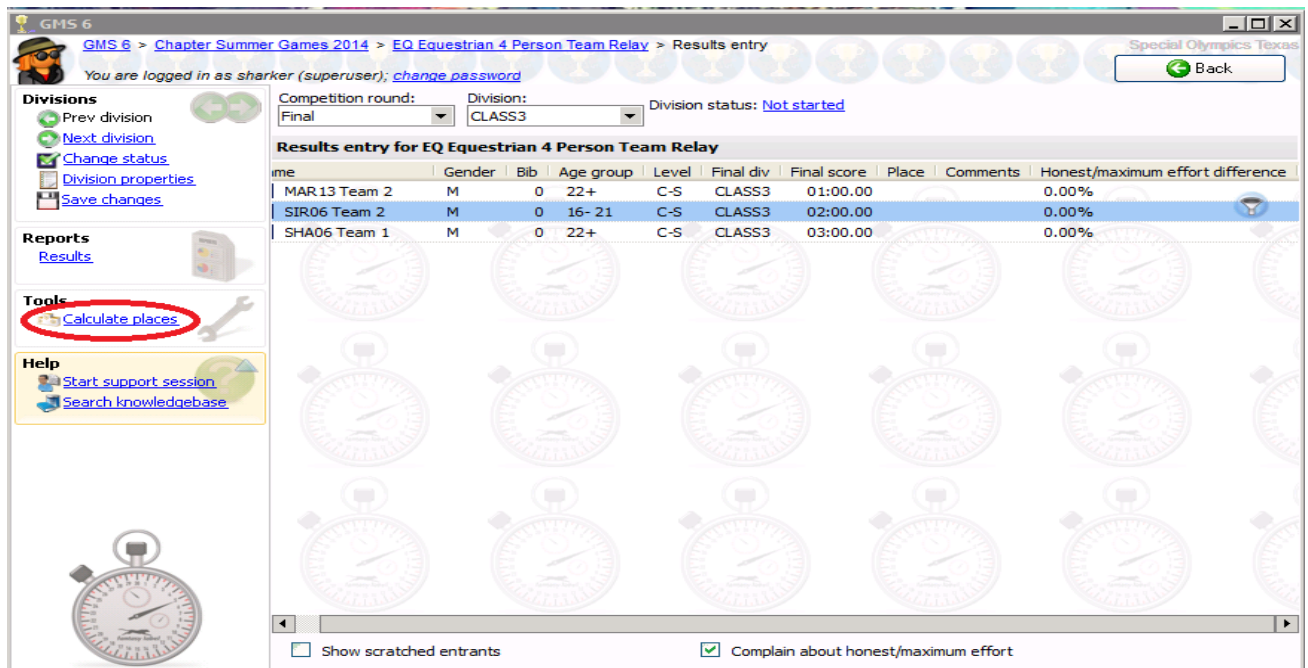 GMS 6
GMS 6 > Chapter Summer Games 2014 > EQ Equestrian 4 Person Team Relay > Results entry
Special Olympics Texas
You are logged in as sharker (superuser); change password
Back
Divisions
Prev division
Next division
Change status
Division properties
Save changes
Reports
Results
Tools
Calculate places
Help
Start support session
Search knowledgebase
Competition round: Division:
Final CLASS3 Division status: Not started
Results entry for EQ Equestrian 4 Person Team Relay
me Gender Bib Age group Level Final div Final score Place Comments Honest/maximum effort difference
MAR13 Team 2 M 0 22+ C-S CLASS3 01:00.00 0.00%
SIR06 Team 2 M 0 16-21 C-S CLASS3 02:00.00 0.00%
SHA06 Team 1 M 0 22+ C-S CLASS3 03:00.00 0.00%
Show scratched entrants Complain about honest/maximum effort